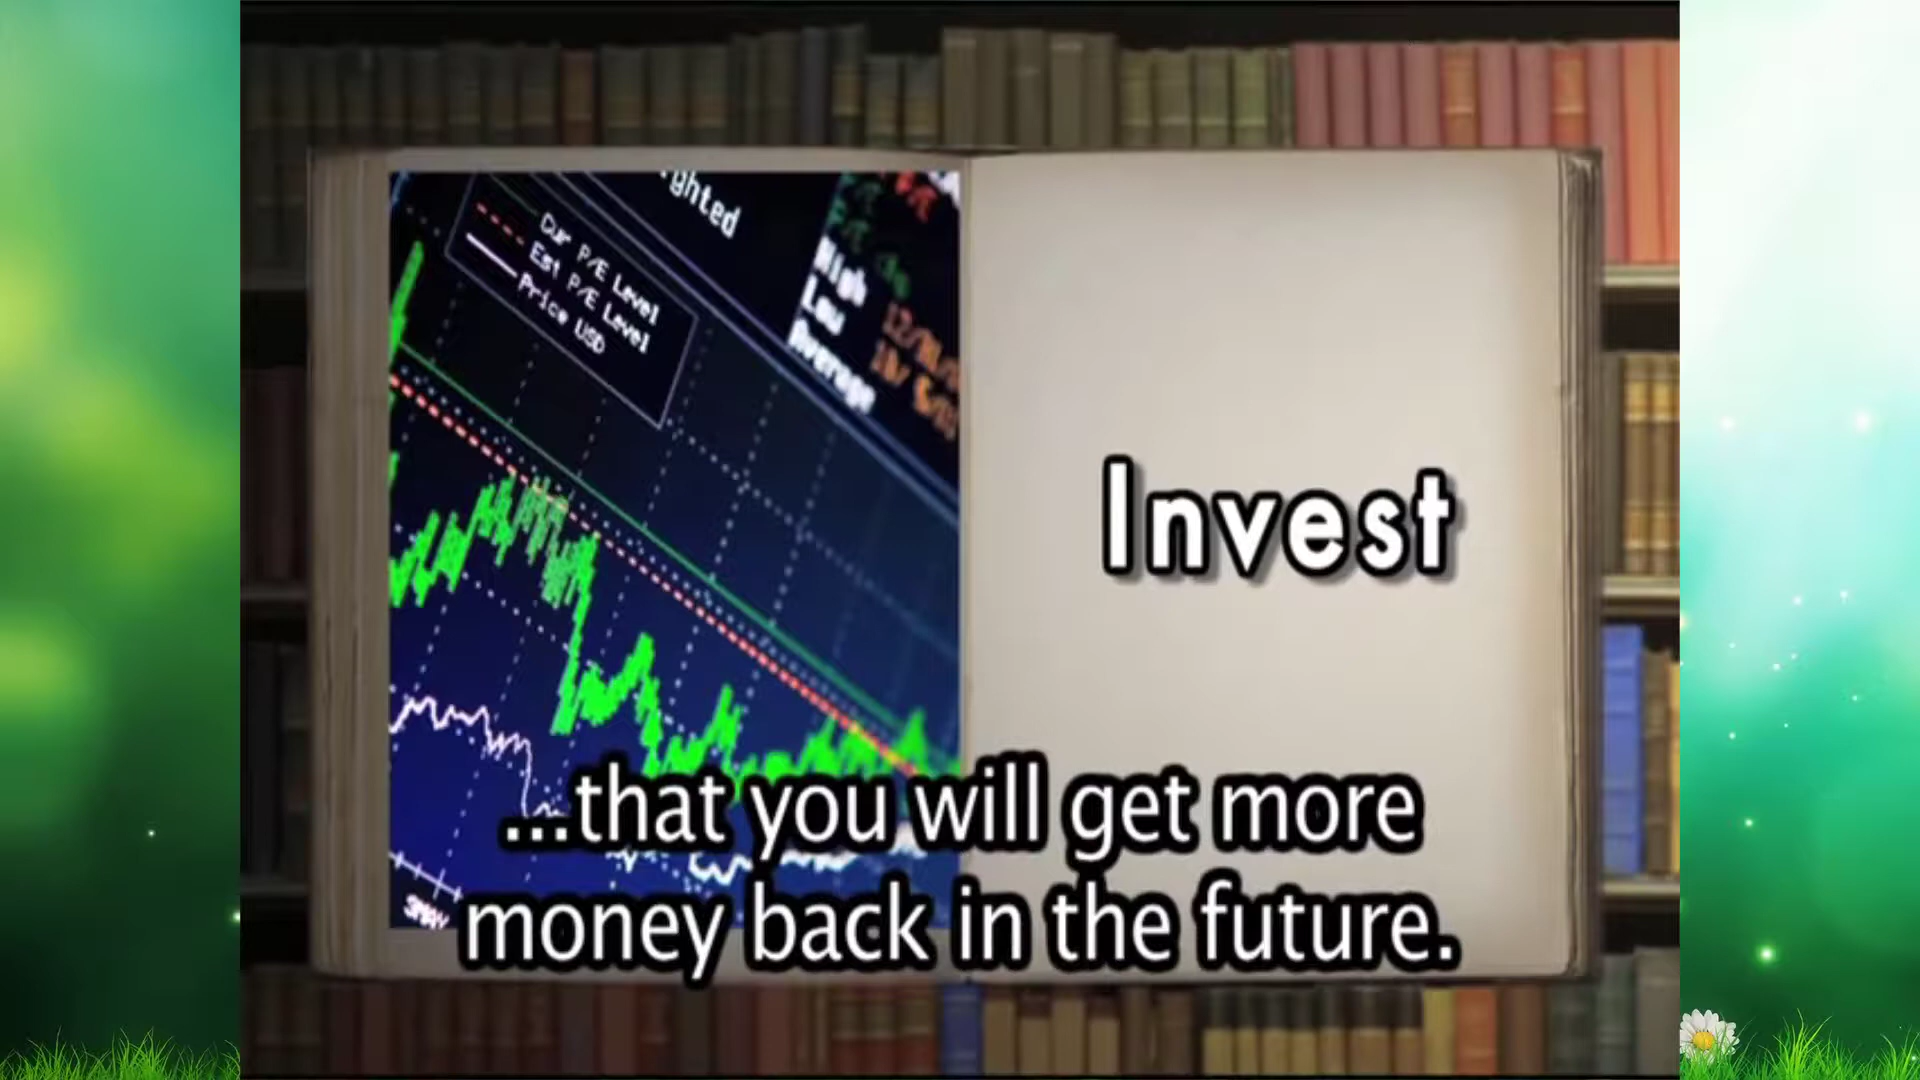 ghted
Cur P/E Level
Est P/E Level
Price USD
High
Low
Average
Invest
...that you will get more
money back in the future.